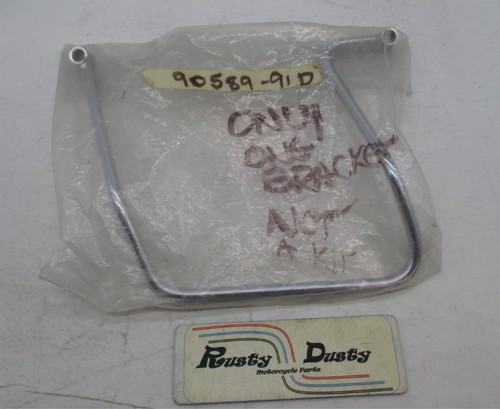 90589-91D
ONLY
ONE
BRACKET
NOT
A KIT
Rusty Dusty
Motorcycle Parts